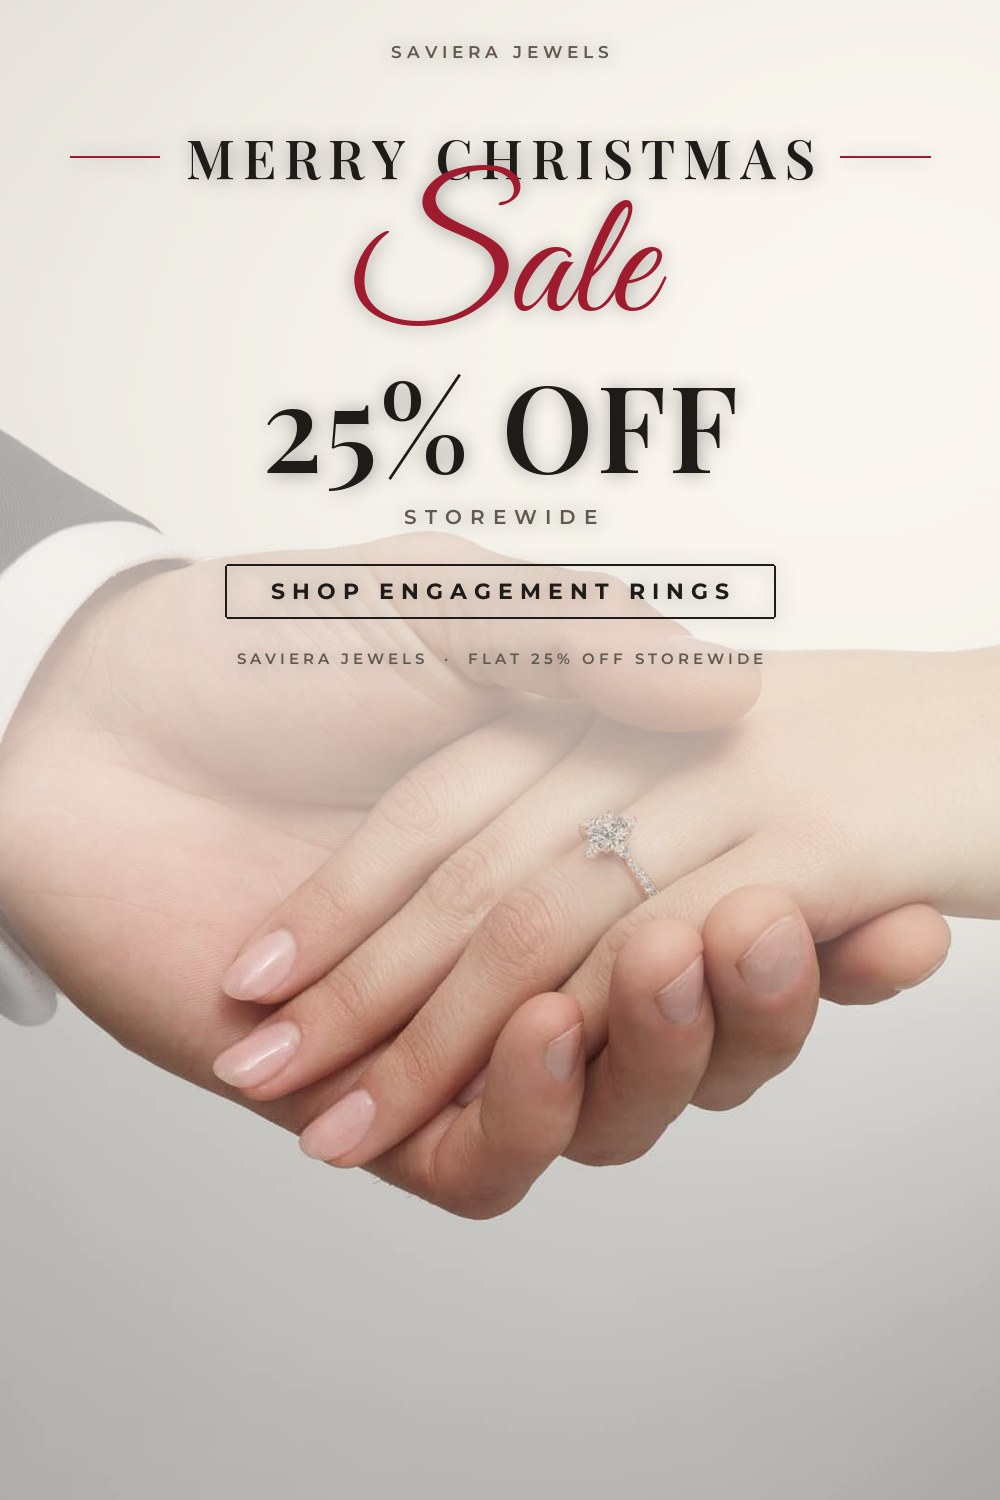 SAVIERA JEWELS
MERRY CHRISTMAS
Sale
25% OFF
STOREWIDE
SHOP ENGAGEMENT RINGS
SAVIERA JEWELS · FLAT 25% OFF STOREWIDE